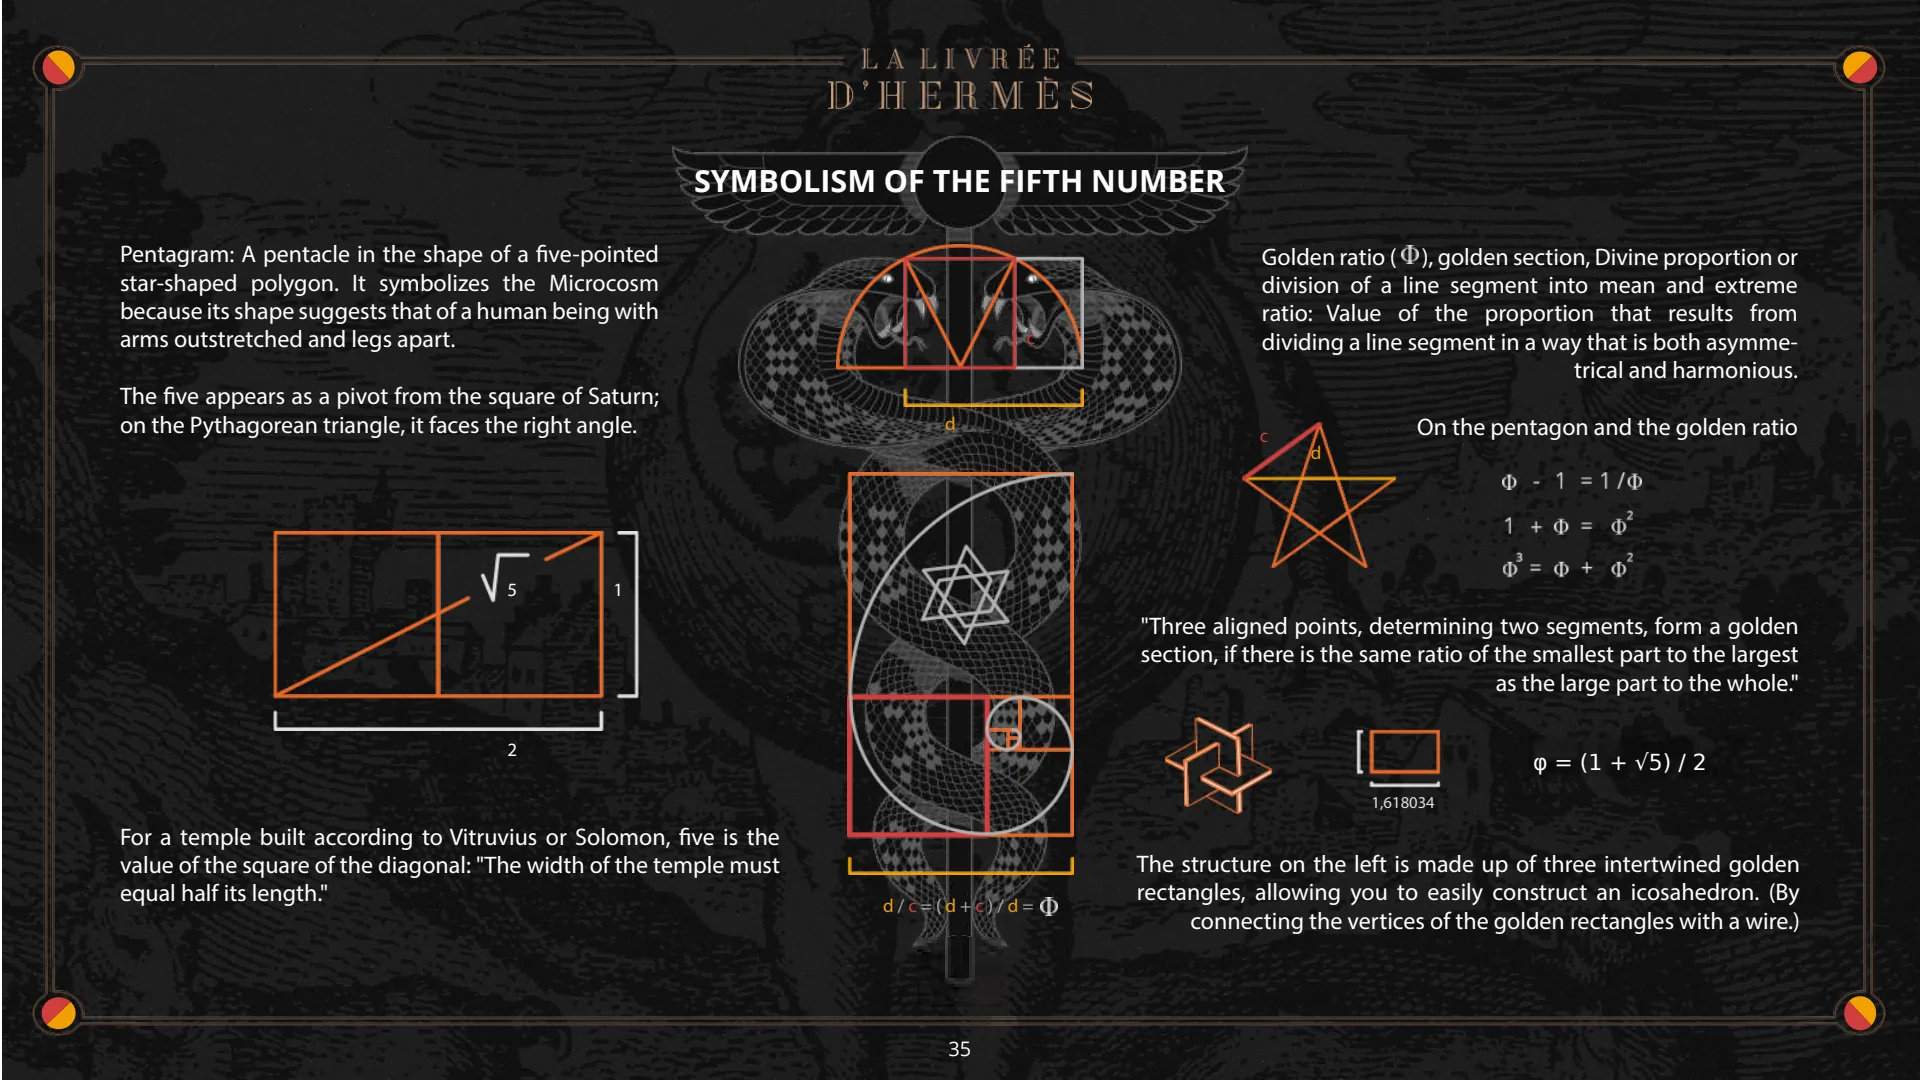 LA LIVRÉE
D'HERMÈS
SYMBOLISM OF THE FIFTH NUMBER
Pentagram: A pentacle in the shape of a five-pointed
star-shaped polygon. It symbolizes the Microcosm
because its shape suggests that of a human being with
arms outstretched and legs apart.
The five appears as a pivot from the square of Saturn;
on the Pythagorean triangle, it faces the right angle.
√5
1
2
For a temple built according to Vitruvius or Solomon, five is the
value of the square of the diagonal: "The width of the temple must
equal half its length."
c
d
d / c = ( d + c ) / d = Φ
Golden ratio ( Φ ), golden section, Divine proportion or
division of a line segment into mean and extreme
ratio: Value of the proportion that results from
dividing a line segment in a way that is both asymme-
trical and harmonious.
On the pentagon and the golden ratio
c
d
Φ - 1 = 1 / Φ
1 + Φ = Φ²
Φ³ = Φ + Φ²
"Three aligned points, determining two segments, form a golden
section, if there is the same ratio of the smallest part to the largest
as the large part to the whole."
1,618034
φ = (1 + √5) / 2
The structure on the left is made up of three intertwined golden
rectangles, allowing you to easily construct an icosahedron. (By
connecting the vertices of the golden rectangles with a wire.)
35